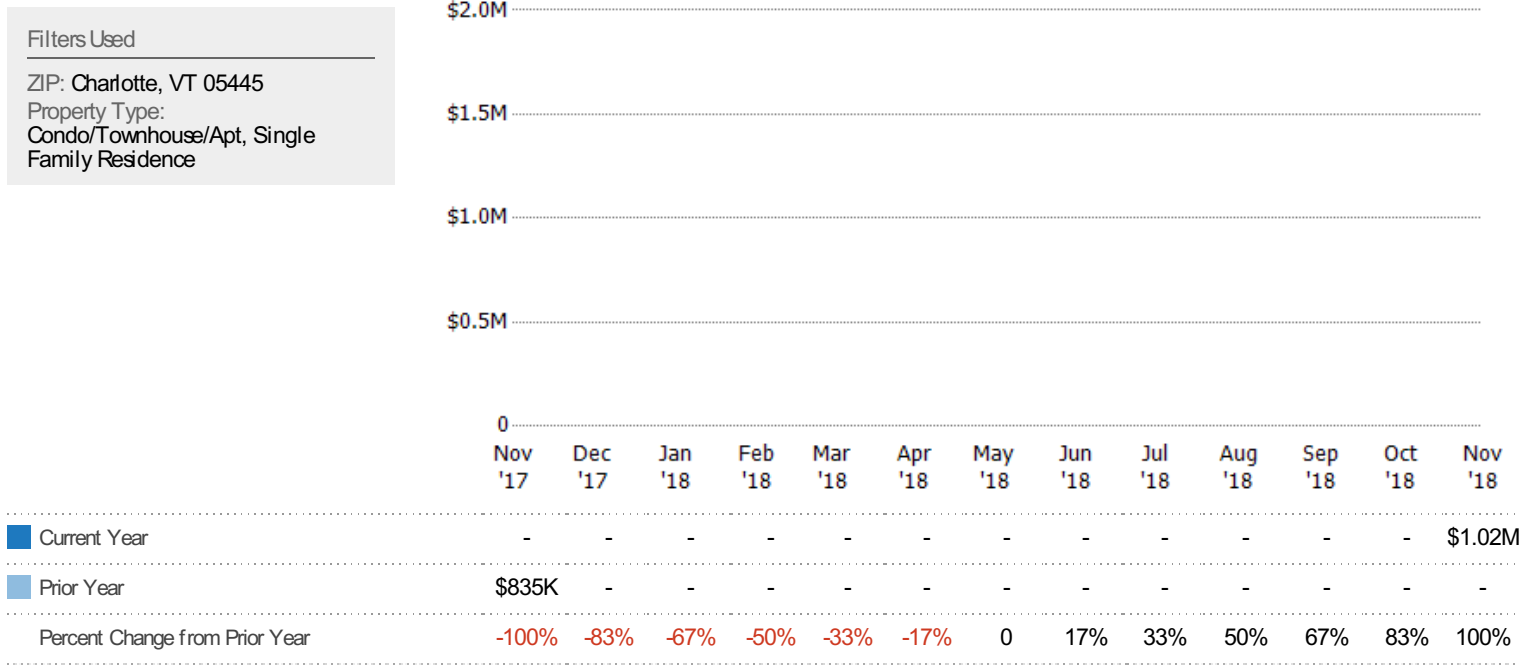 Filters Used
ZIP: Charlotte, VT 05445
Property Type:
Condo/Townhouse/Apt, Single
Family Residence
$2.0M
$1.5M
$1.0M
$0.5M
0
Nov Dec Jan Feb Mar Apr May Jun Jul Aug Sep Oct Nov
'17 '17 '18 '18 '18 '18 '18 '18 '18 '18 '18 '18 '18
Current Year - - - - - - - - - - - - $1.02M
Prior Year $835K - - - - - - - - - - - -
Percent Change from Prior Year -100% -83% -67% -50% -33% -17% 0 17% 33% 50% 67% 83% 100%